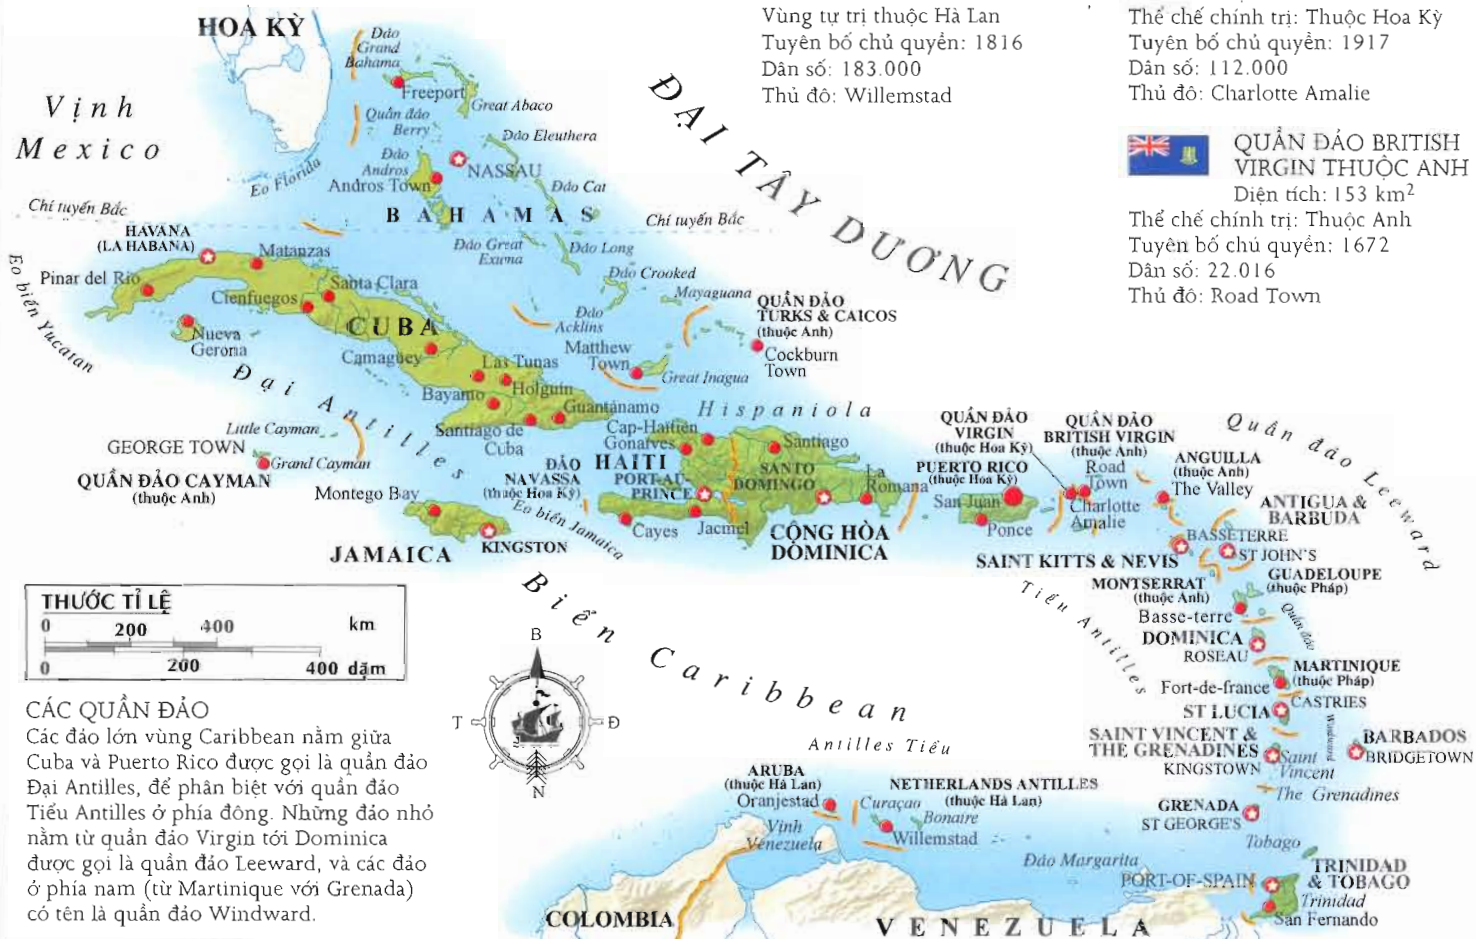 Vùng tự trị thuộc Hà Lan
Tuyên bố chủ quyền: 1816
Dân số: 183.000
Thủ đô: Willemstad
Thể chế chính trị: Thuộc Hoa Kỳ
Tuyên bố chủ quyền: 1917
Dân số: 112.000
Thủ đô: Charlotte Amalie
QUẦN ĐẢO BRITISH
VIRGIN THUỘC ANH
Diện tích: 153 km²
Thể chế chính trị: Thuộc Anh
Tuyên bố chủ quyền: 1672
Dân số: 22.016
Thủ đô: Road Town
HOA KỲ
Vịnh
Mexico
ĐẠI TÂY DƯƠNG
Đảo
Grand
Bahama
Freeport
Great Abaco
Quần đảo
Berry
Đảo Eleuthera
Đảo
Andros
NASSAU
Andros Town
Eo Florida
Đảo Cat
BAHAMAS
Chí tuyến Bắc
Chí tuyến Bắc
HAVANA
(LA HABANA)
Matanzas
Đảo Great
Exuma
Đảo Long
Đảo Crooked
Mayaguana
Pinar del Rio
Santa Clara
Cienfuegos
Eo biển Yucatan
QUẦN ĐẢO
TURKS & CAICOS
(thuộc Anh)
Đảo
Acklins
CUBA
Nueva
Gerona
Camaguey
Matthew
Town
Cockburn
Town
Las Tunas
Great Inagua
Holguin
Bayamo
Guantánamo
Santiago de
Cuba
Đại Antilles
Hispaniola
Little Cayman
GEORGE TOWN
Grand Cayman
QUẦN ĐẢO CAYMAN
(thuộc Anh)
Cap-Haïtien
Gonaïves
Santiago
HAITI
ĐẢO
NAVASSA
(thuộc Hoa Kỳ)
PORT-AU-
PRINCE
SANTO
DOMINGO
La
Romana
Montego Bay
Eo biển Jamaica
Cayes
Jacmel
CỘNG HÒA
DOMINICA
JAMAICA
KINGSTON
QUẦN ĐẢO
VIRGIN
(thuộc Hoa Kỳ)
PUERTO RICO
(thuộc Hoa Kỳ)
San Juan
Ponce
QUẦN ĐẢO
BRITISH VIRGIN
(thuộc Anh)
Road
Town
Charlotte
Amalie
ANGUILLA
(thuộc Anh)
The Valley
Quần đảo Leeward
ANTIGUA &
BARBUDA
BASSETERRE
ST JOHN'S
SAINT KITTS & NEVIS
MONTSERRAT
(thuộc Anh)
GUADELOUPE
(thuộc Pháp)
Basse-terre
Tiểu Antilles
Quần đảo
Windward
DOMINICA
ROSEAU
MARTINIQUE
(thuộc Pháp)
Fort-de-france
CASTRIES
ST LUCIA
SAINT VINCENT &
THE GRENADINES
KINGSTOWN
Saint
Vincent
BARBADOS
BRIDGETOWN
The Grenadines
GRENADA
ST GEORGE'S
Tobago
TRINIDAD
& TOBAGO
PORT-OF-SPAIN
Trinidad
San Fernando
Biển Caribbean
Antilles Tiểu
ARUBA
(thuộc Hà Lan)
Oranjestad
NETHERLANDS ANTILLES
(thuộc Hà Lan)
Curaçao
Bonaire
Willemstad
Vịnh
Venezuela
Đảo Margarita
COLOMBIA
VENEZUELA
B
T
Đ
N
THƯỚC TỈ LỆ
0 200 400 km
0 200 400 dặm
CÁC QUẦN ĐẢO
Các đảo lớn vùng Caribbean nằm giữa
Cuba và Puerto Rico được gọi là quần đảo
Đại Antilles, để phân biệt với quần đảo
Tiểu Antilles ở phía đông. Những đảo nhỏ
nằm từ quần đảo Virgin tới Dominica
được gọi là quần đảo Leeward, và các đảo
ở phía nam (từ Martinique với Grenada)
có tên là quần đảo Windward.